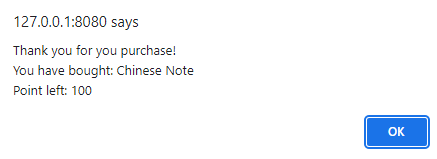 127.0.0.1:8080 says
Thank you for you purchase!
You have bought: Chinese Note
Point left: 100
OK